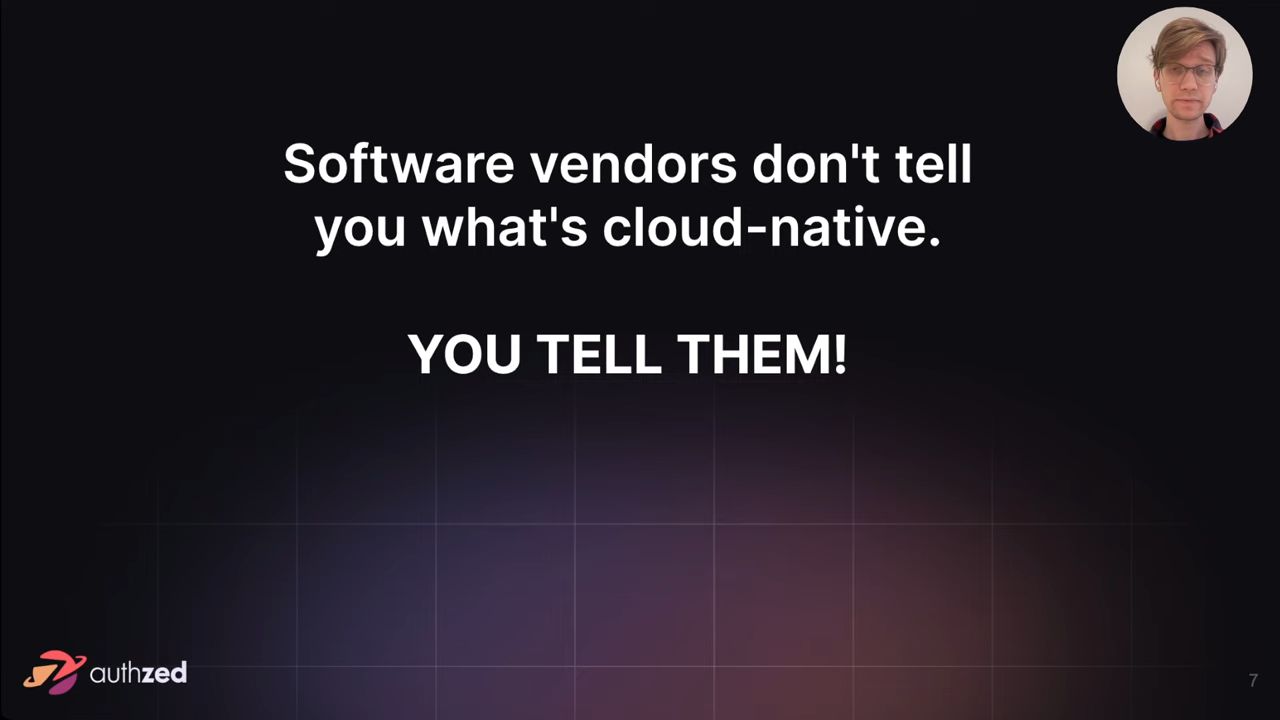 Software vendors don't tell
you what's cloud-native.
YOU TELL THEM!
authzed
7